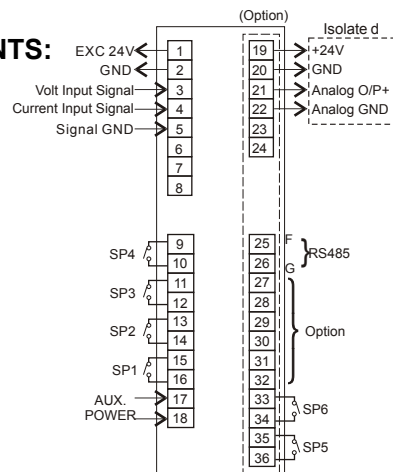 (Option)
NTS:
EXC 24V
GND
Volt Input Signal
Current Input Signal
Signal GND
1
2
3
4
5
6
7
8
19
20
21
22
23
24
Isolate d
+24V
GND
Analog O/P+
Analog GND
SP4
SP3
SP2
SP1
AUX.
POWER
9
10
11
12
13
14
15
16
17
18
25
26
27
28
29
30
31
32
33
34
35
36
F
G
RS485
Option
SP6
SP5